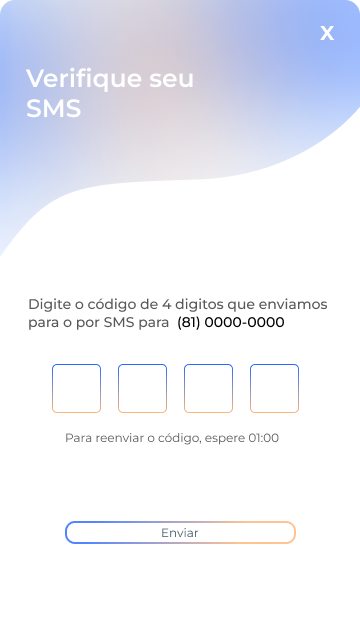 X
Verifique seu
SMS
Digite o código de 4 digitos que enviamos
para o por SMS para (81) 0000-0000
Para reenviar o código, espere 01:00
Enviar